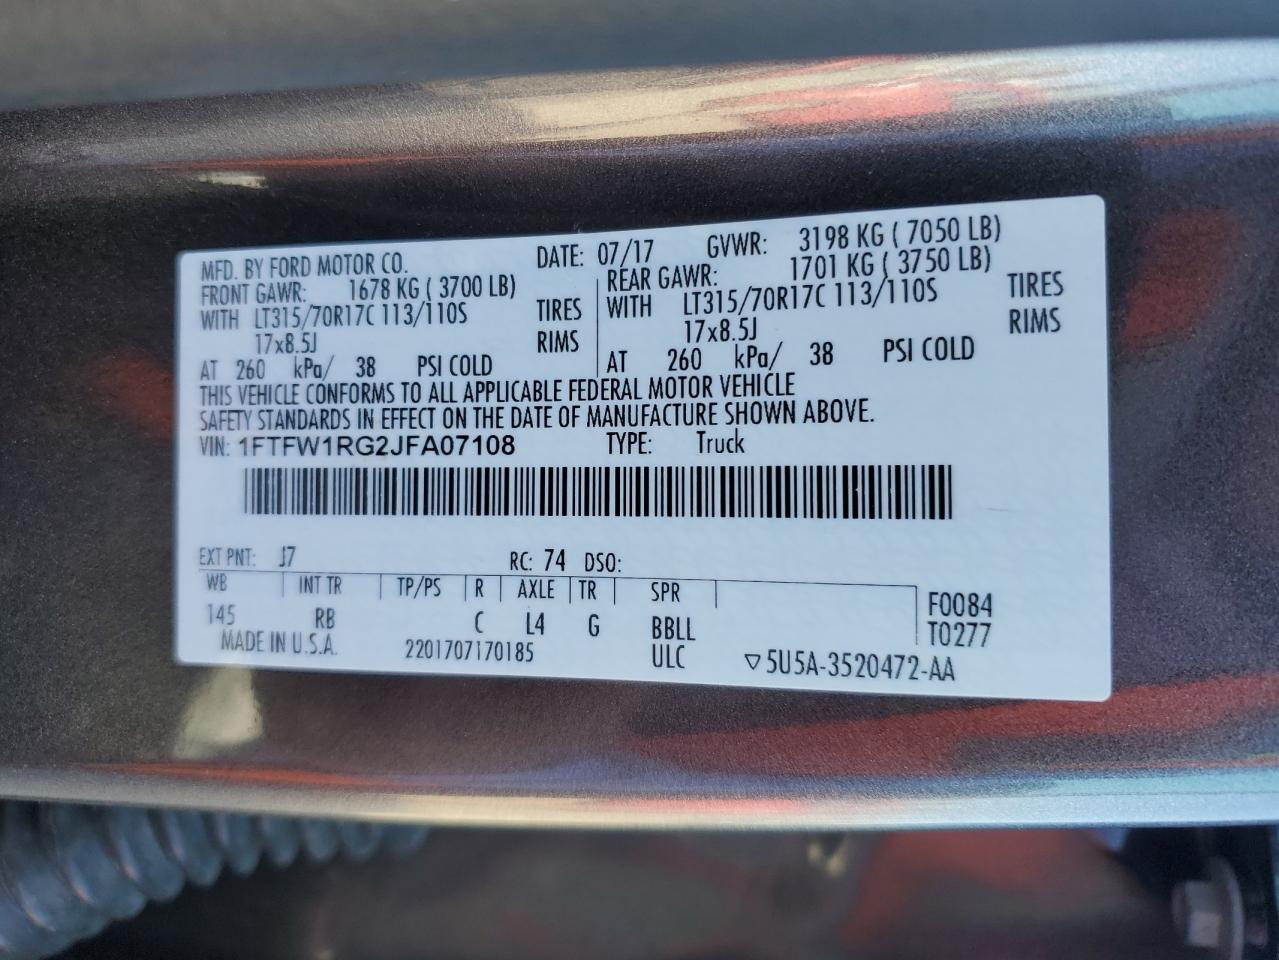 MFD. BY FORD MOTOR CO. DATE: 07/17 GVWR: 3198 KG ( 7050 LB)
FRONT GAWR: 1678 KG ( 3700 LB) REAR GAWR: 1701 KG ( 3750 LB)
WITH LT315/70R17C 113/110S TIRES WITH LT315/70R17C 113/110S TIRES
17x8.5J RIMS 17x8.5J RIMS
AT 260 kPa/ 38 PSI COLD AT 260 kPa/ 38 PSI COLD
THIS VEHICLE CONFORMS TO ALL APPLICABLE FEDERAL MOTOR VEHICLE
SAFETY STANDARDS IN EFFECT ON THE DATE OF MANUFACTURE SHOWN ABOVE.
VIN: 1FTFW1RG2JFA07108 TYPE: Truck
EXT PNT: J7 RC: 74 DSO:
WB INT TR TP/PS R AXLE TR SPR
145 RB C L4 G BBLL F0084
MADE IN U.S.A. 2201707170185 ULC T0277
▽5U5A-3520472-AA